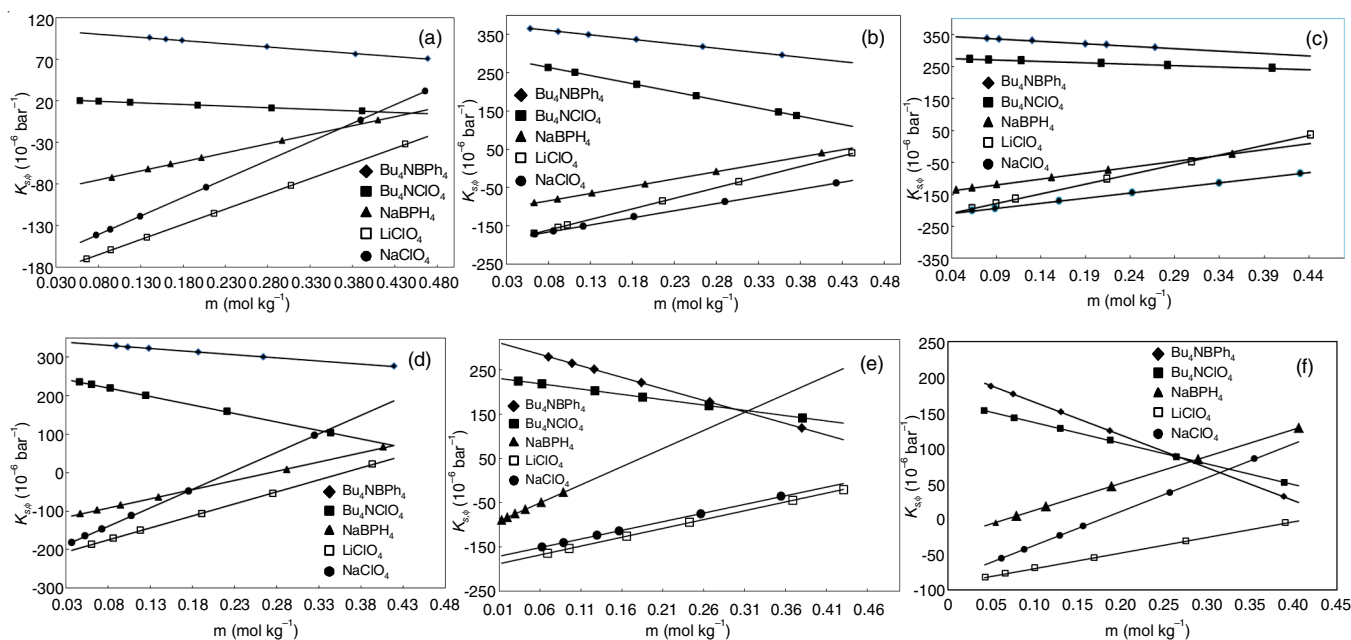 120
70
20
-30
-80
-130
-180
K_{s,ϕ} (10⁻⁶ bar⁻¹)
(a)
Bu₄NBPh₄
Bu₄NClO₄
NaBPH₄
LiClO₄
NaClO₄
0.030 0.080 0.130 0.180 0.230 0.280 0.330 0.380 0.430 0.480
m (mol kg⁻¹)
350
250
150
50
-50
-150
-250
K_{s,ϕ} (10⁻⁶ bar⁻¹)
(b)
Bu₄NBPh₄
Bu₄NClO₄
NaBPH₄
LiClO₄
NaClO₄
0.03 0.08 0.13 0.18 0.23 0.28 0.33 0.38 0.43 0.48
m (mol kg⁻¹)
350
250
150
50
-50
-150
-250
-350
K_{s,ϕ} (10⁻⁶ bar⁻¹)
(c)
Bu₄NBPh₄
Bu₄NClO₄
NaBPH₄
LiClO₄
NaClO₄
0.04 0.09 0.14 0.19 0.24 0.29 0.34 0.39 0.44
m (mol kg⁻¹)
300
200
100
0
-100
-200
-300
K_{s,ϕ} (10⁻⁶ bar⁻¹)
(d)
Bu₄NBPh₄
Bu₄NClO₄
NaBPH₄
LiClO₄
NaClO₄
0.03 0.08 0.13 0.18 0.23 0.28 0.33 0.38 0.43 0.48
m (mol kg⁻¹)
250
150
50
-50
-150
-250
K_{s,ϕ} (10⁻⁶ bar⁻¹)
(e)
Bu₄NBPh₄
Bu₄NClO₄
NaBPH₄
LiClO₄
NaClO₄
0.01 0.06 0.11 0.16 0.21 0.26 0.31 0.36 0.41 0.46
m (mol kg⁻¹)
250
200
150
100
50
0
-50
-100
K_{s,ϕ} (10⁻⁶ bar⁻¹)
(f)
Bu₄NBPh₄
Bu₄NClO₄
NaBPH₄
LiClO₄
NaClO₄
0 0.05 0.10 0.15 0.20 0.25 0.30 0.35 0.40 0.45
m (mol kg⁻¹)